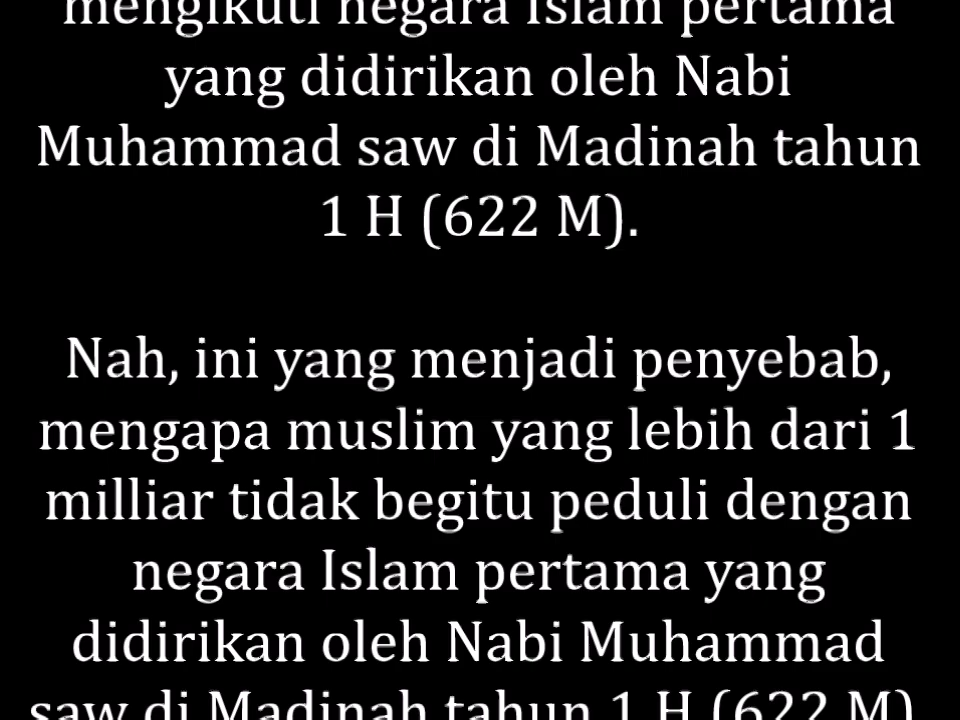 mengikuti negara Islam pertama
yang didirikan oleh Nabi
Muhammad saw di Madinah tahun
1 H (622 M).
Nah, ini yang menjadi penyebab,
mengapa muslim yang lebih dari 1
milliar tidak begitu peduli dengan
negara Islam pertama yang
didirikan oleh Nabi Muhammad
saw di Madinah tahun 1 H (622 M)